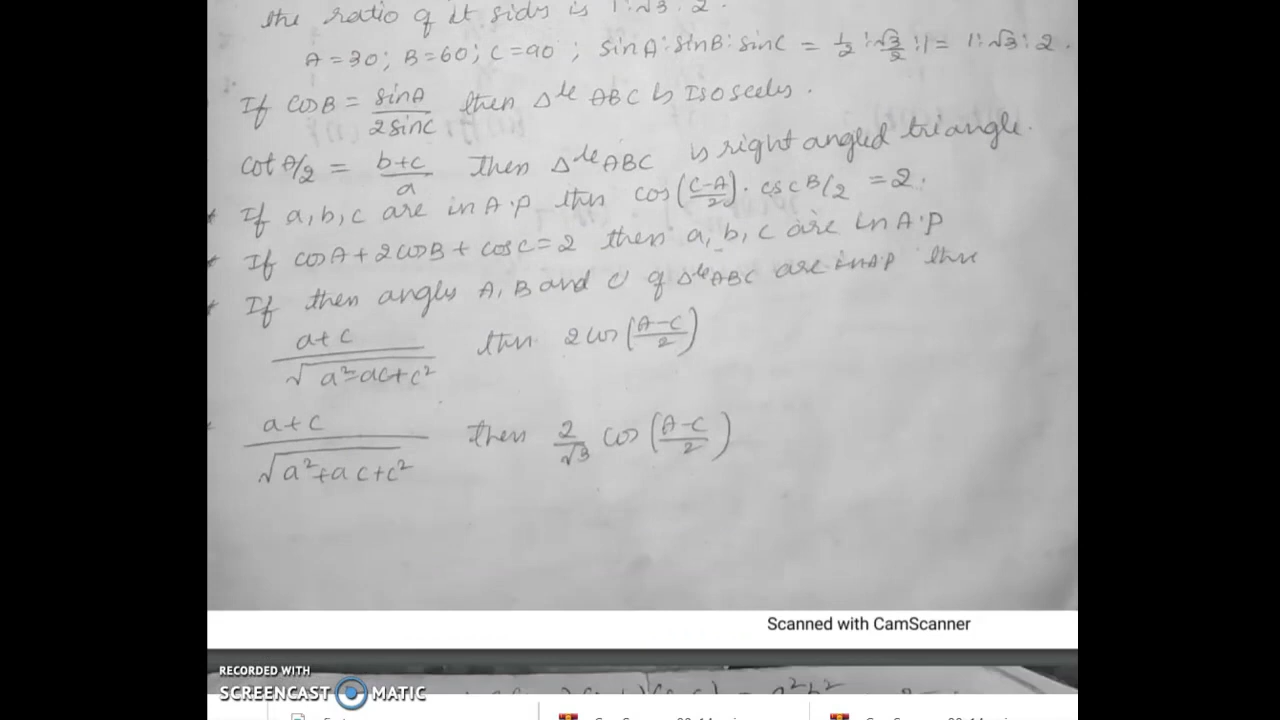 the ratio of it sides is 1:√3:2.
A=30; B=60; C=90 ; sinA:sinB:sinC = 1/2 : √3/2 : 1 = 1:√3:2.
If cosB = sinA/2sinC then Δle ABC is Isosceles.
cot A/2 = b+c/a then Δle ABC is right angled triangle.
* If a,b,c are in A.P then cos(C-A/2). csc B/2 = 2.
* If cosA+2cosB+cosC=2 then a, b, c are in A.P
* If then angles A, B and C of Δle ABC are in A.P then
a+c/√a²-ac+c² then 2cos(A-C/2)
a+c/√a²+ac+c² then 2/√3 cos(A-C/2)
Scanned with CamScanner
RECORDED WITH
SCREENCAST MATIC